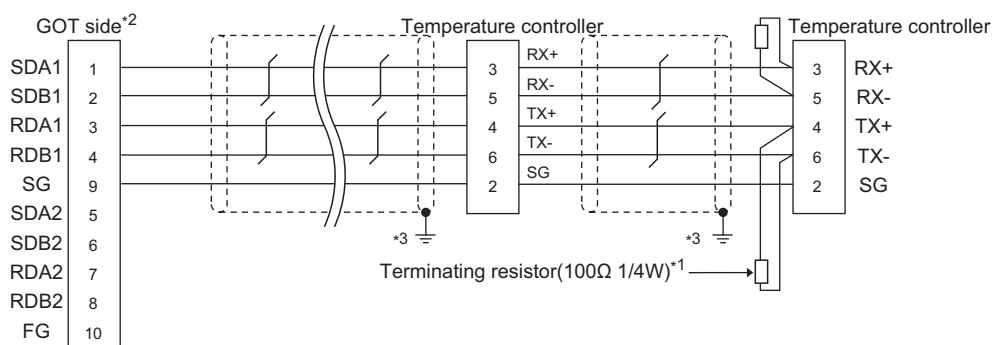 GOT side*2 Temperature controller Temperature controller
SDA1 1 3 RX+ 3 RX+
SDB1 2 5 RX- 5 RX-
RDA1 3 4 TX+ 4 TX+
RDB1 4 6 TX- 6 TX-
SG 9 2 SG 2 SG
SDA2 5
*3 *3
SDB2 6
RDA2 7 Terminating resistor(100Ω 1/4W)*1
RDB2 8
FG 10